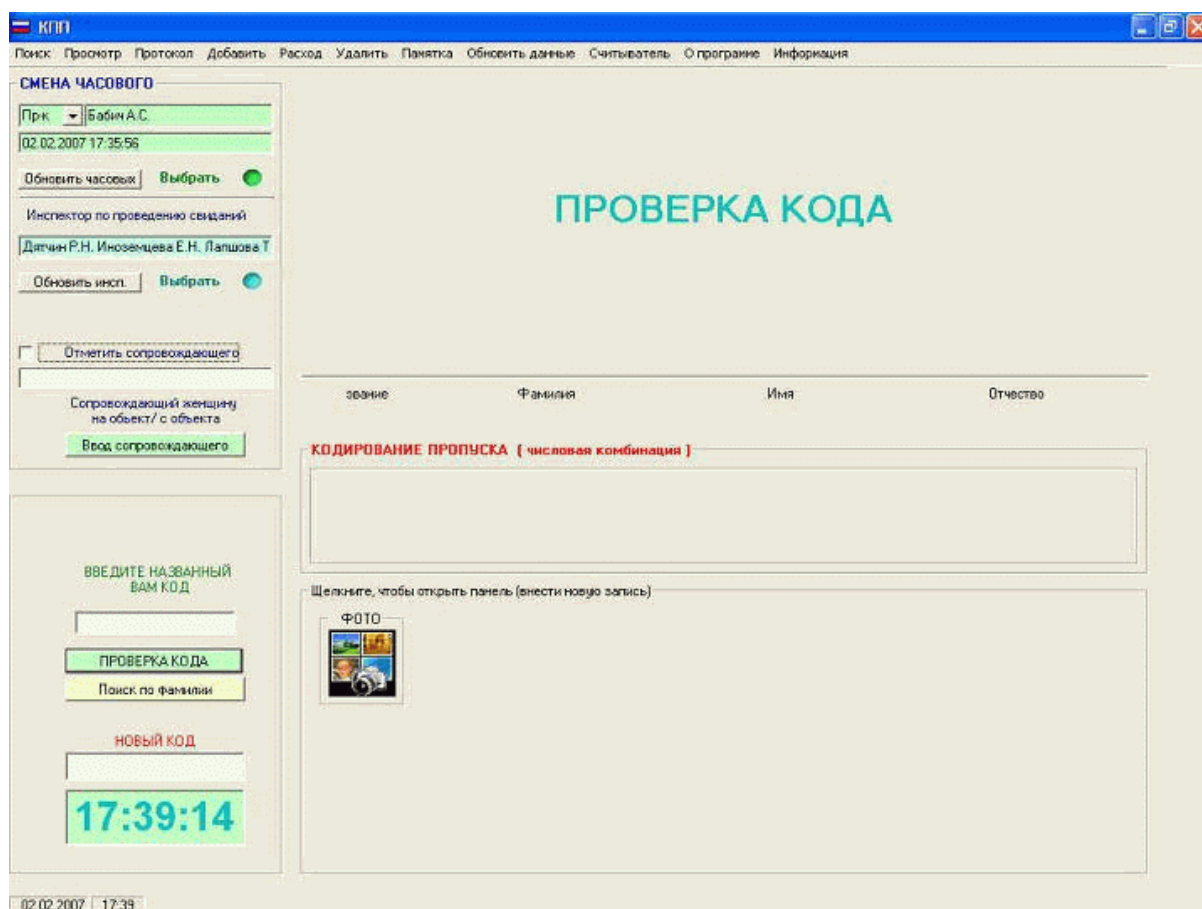 КПП
Поиск Просмотр Протокол Добавить Расход Удалить Памятка Обновить данные Считыватель О программе Информация
СМЕНА ЧАСОВОГО
Пр-к Бабич А.С.
02.02.2007 17:35:56
Обновить часовых Выбрать
Инспектор по проведению свиданий
Дятчин Р.Н. Иноземцева Е.Н. Лапшова Т
Обновить инсп. Выбрать
Отметить сопровождающего
Сопровождающий женщину
на объект/ с объекта
Ввод сопровождающего
ВВЕДИТЕ НАЗВАННЫЙ
ВАМ КОД
ПРОВЕРКА КОДА
Поиск по фамилии
НОВЫЙ КОД
17:39:14
ПРОВЕРКА КОДА
звание Фамилия Имя Отчество
КОДИРОВАНИЕ ПРОПУСКА ( числовая комбинация )
Щелкните, чтобы открыть панель (внести новую запись)
ФОТО
02.02.2007 17:39